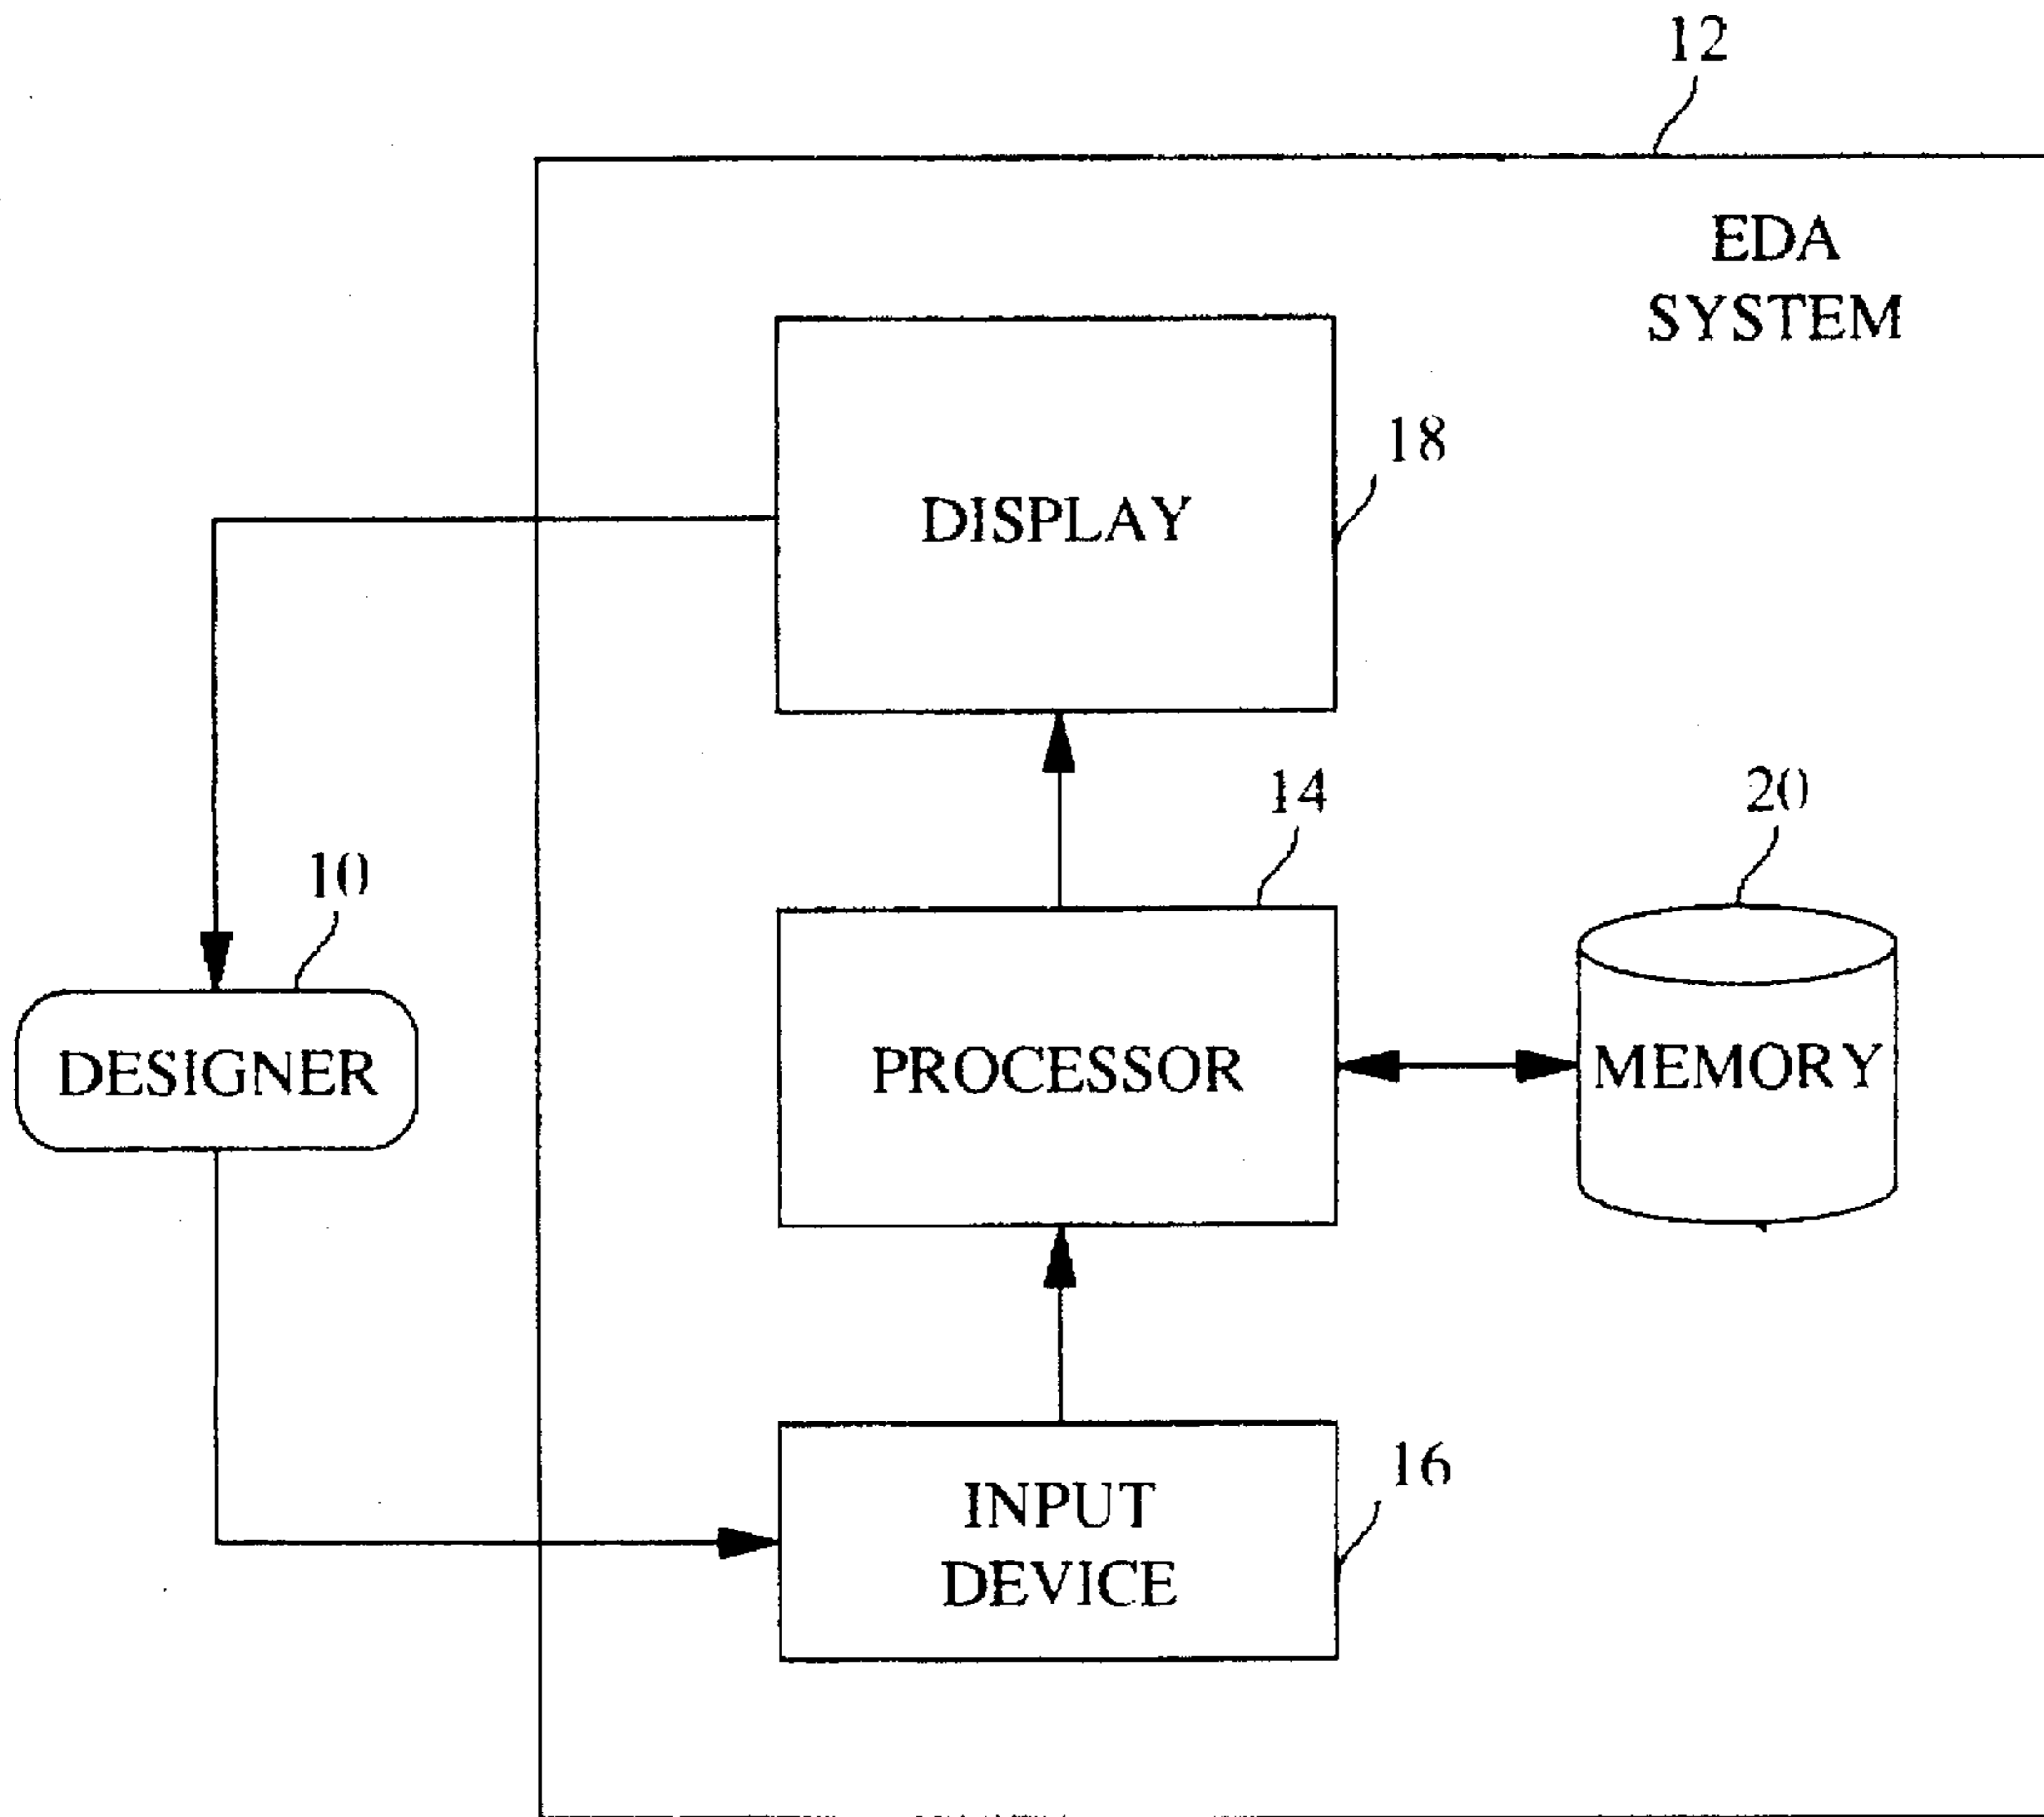 12
EDA
SYSTEM
18
DISPLAY
14
20
10
DESIGNER
PROCESSOR
MEMORY
16
INPUT
DEVICE